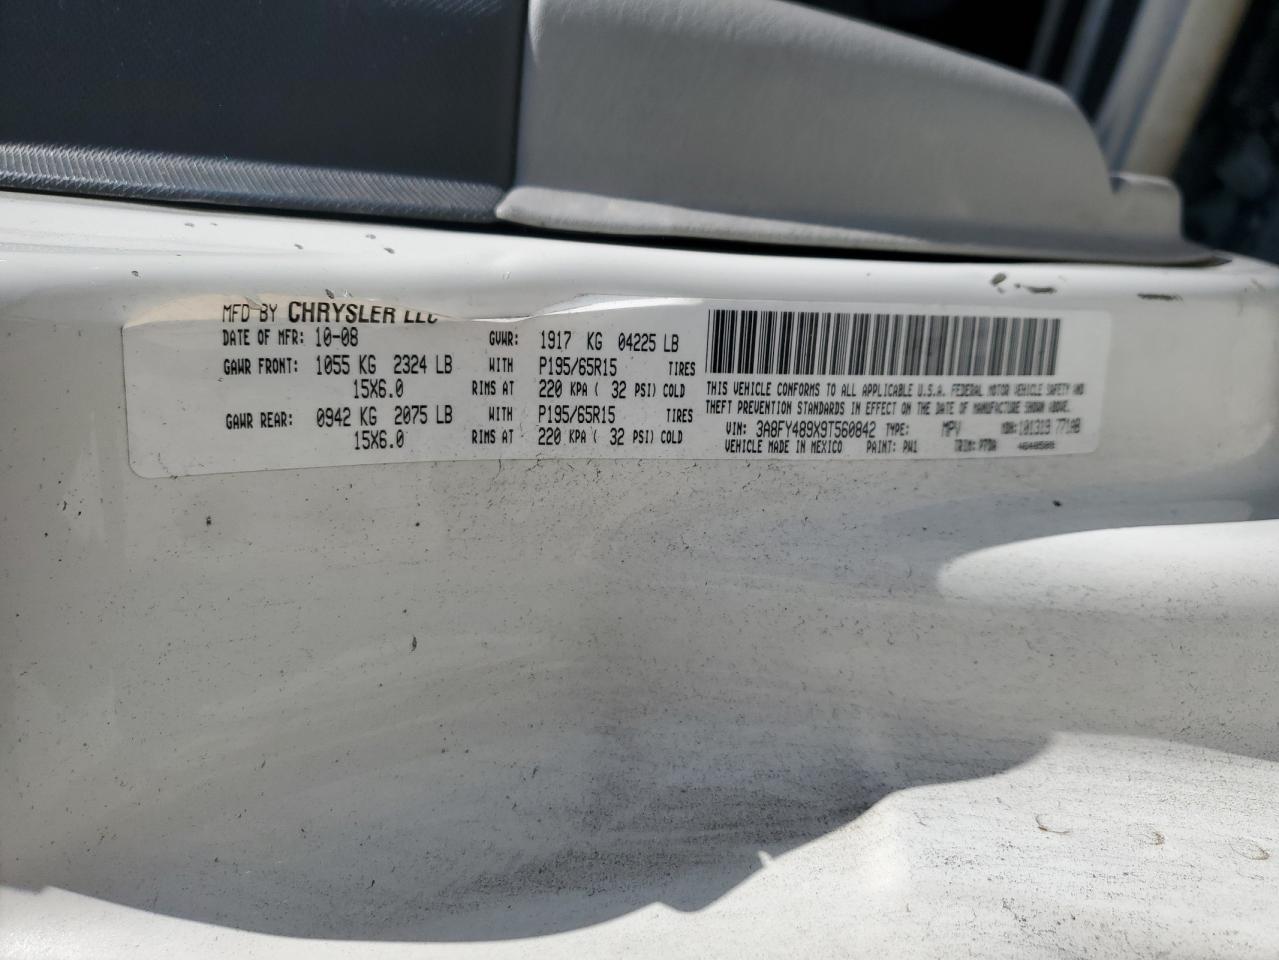 MFD BY CHRYSLER LLC
DATE OF MFR: 10-08 GVWR: 1917 KG 04225 LB
GAWR FRONT: 1055 KG 2324 LB WITH P195/65R15 TIRES
15X6.0 RIMS AT 220 KPA ( 32 PSI) COLD
GAWR REAR: 0942 KG 2075 LB WITH P195/65R15 TIRES
15X6.0 RIMS AT 220 KPA ( 32 PSI) COLD
THIS VEHICLE CONFORMS TO ALL APPLICABLE U.S.A. FEDERAL MOTOR VEHICLE SAFETY AND
THEFT PREVENTION STANDARDS IN EFFECT ON THE DATE OF MANUFACTURE SHOWN ABOVE.
VIN: 3A8FY489X9T560842 TYPE: MPV MDH: 101319 771AB
VEHICLE MADE IN MEXICO PAINT: PW1 TRIM: